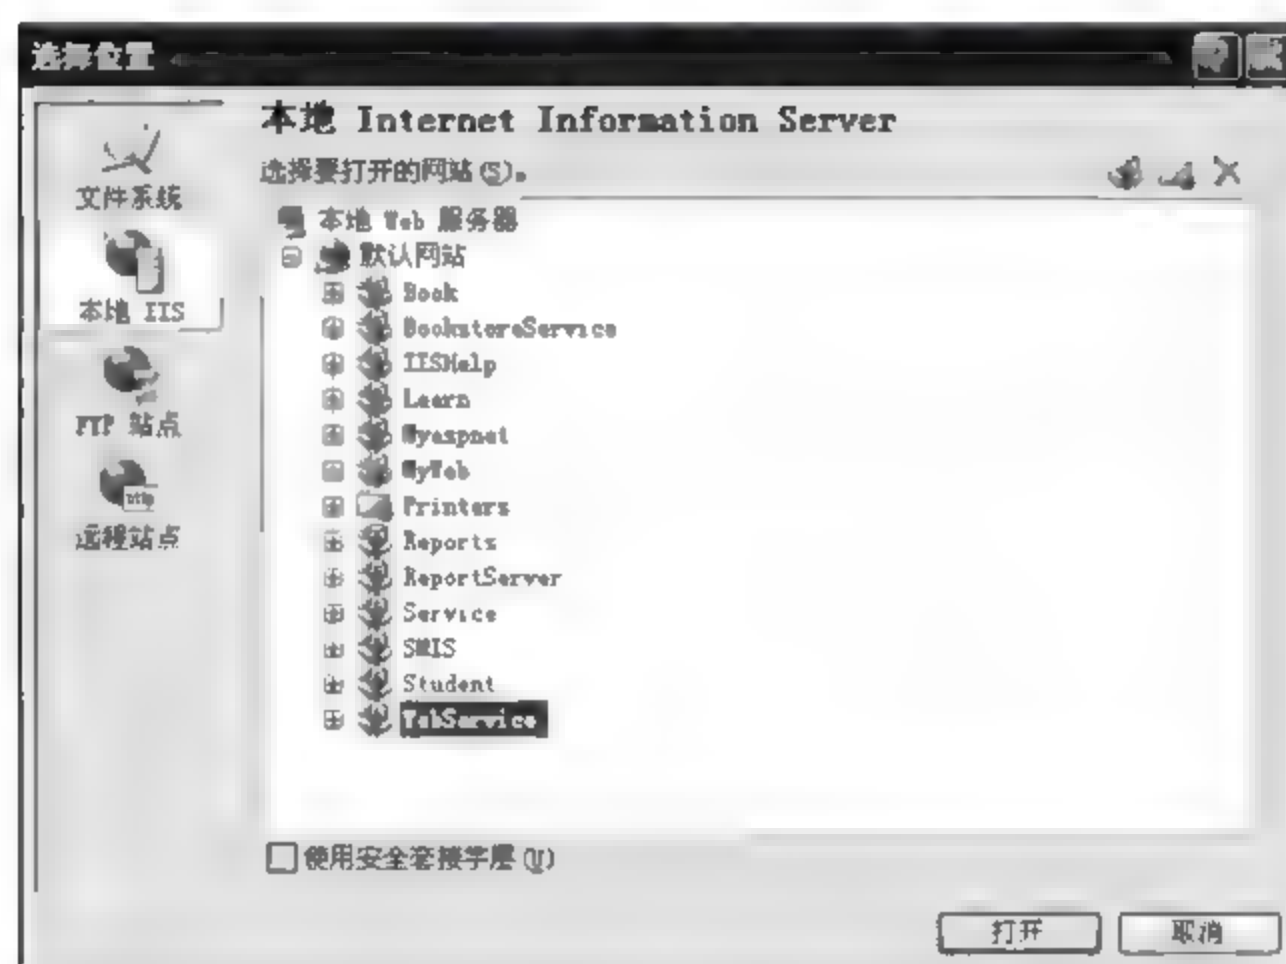 选择位置
文件系统
本地 IIS
FTP 站点
远程站点
本地 Internet Information Server
选择要打开的网站(S)。
本地 Web 服务器
默认网站
Book
BookstoreService
IISHelp
Learn
Myaspnet
MyWeb
Printers
Reports
ReportServer
Service
SMIS
Student
WebService
使用安全套接字层(U)
打开
取消